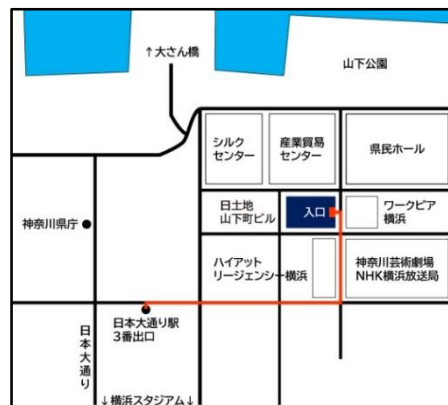 ↑大さん橋
山下公園
シルク
センター
産業貿易
センター
県民ホール
日土地
山下町ビル
入口
ワークピア
横浜
神奈川県庁
ハイアット
リージェンシー横浜
神奈川芸術劇場
NHK横浜放送局
日本大通り駅
3番出口
日本大通り
↓横浜スタジアム↓